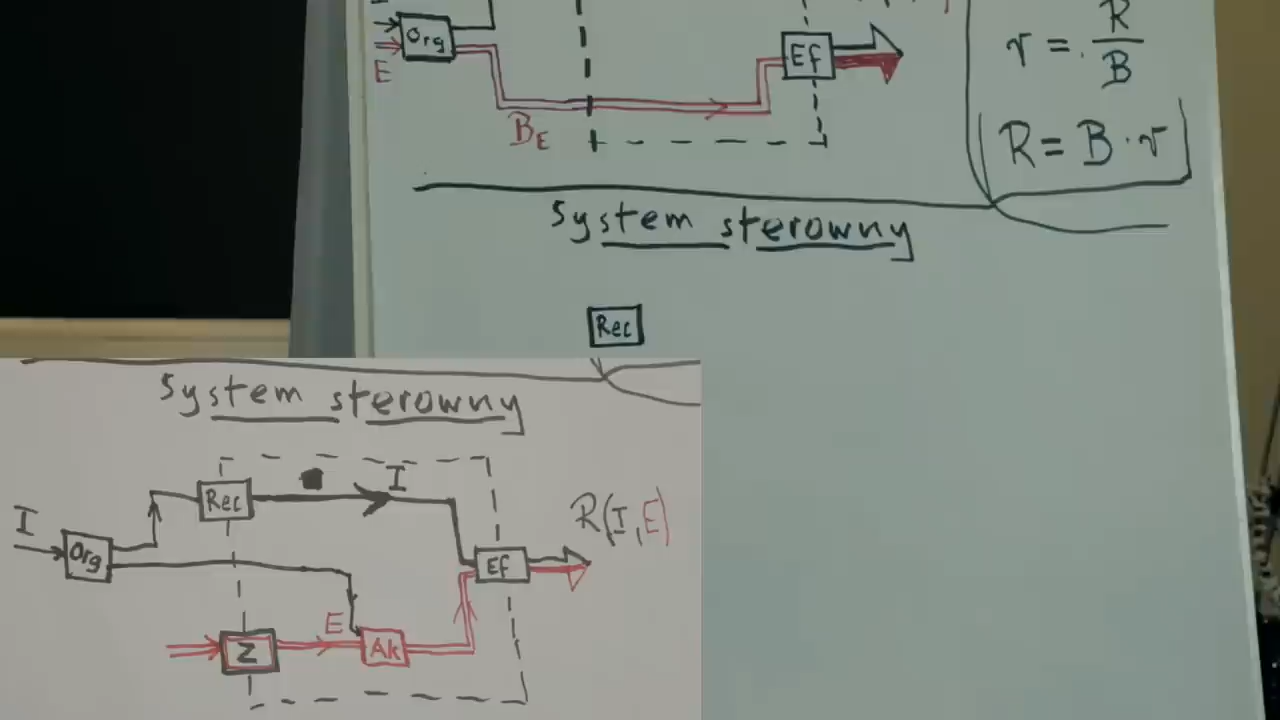 Org
E
Ef
B_E
r = R/B
R = B · r
System sterowny
Rec
System sterowny
I
Rec
I
R(I, E)
Org
Ef
E
Z
Ak